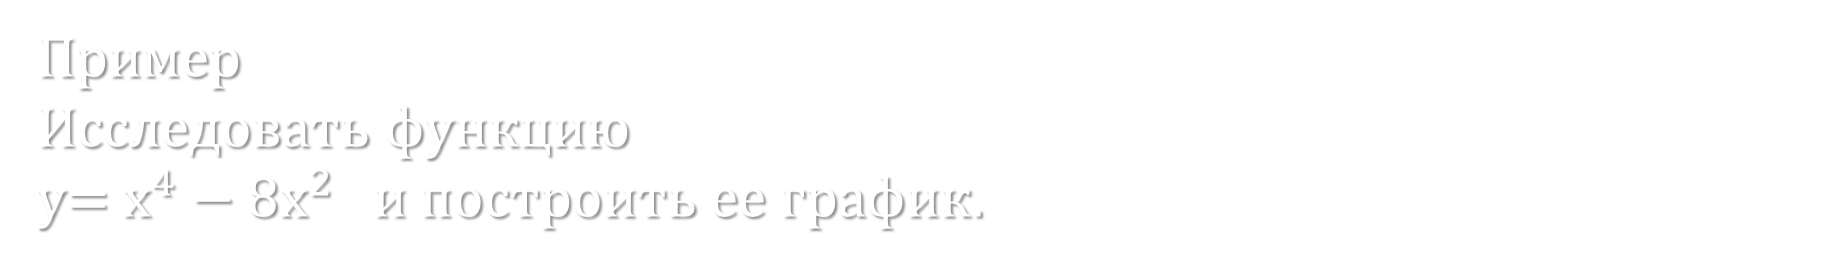 Пример
Исследовать функцию
y= x⁴ − 8x² и построить ее график.